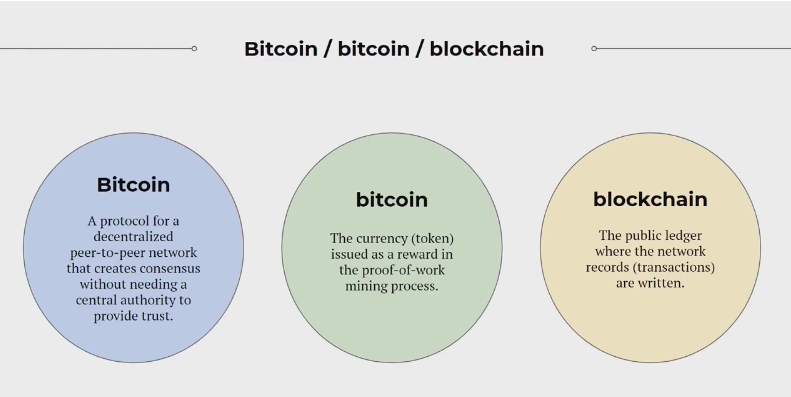 Bitcoin / bitcoin / blockchain
Bitcoin
A protocol for a
decentralized
peer-to-peer network
that creates consensus
without needing a
central authority to
provide trust.
bitcoin
The currency (token)
issued as a reward in
the proof-of-work
mining process.
blockchain
The public ledger
where the network
records (transactions)
are written.